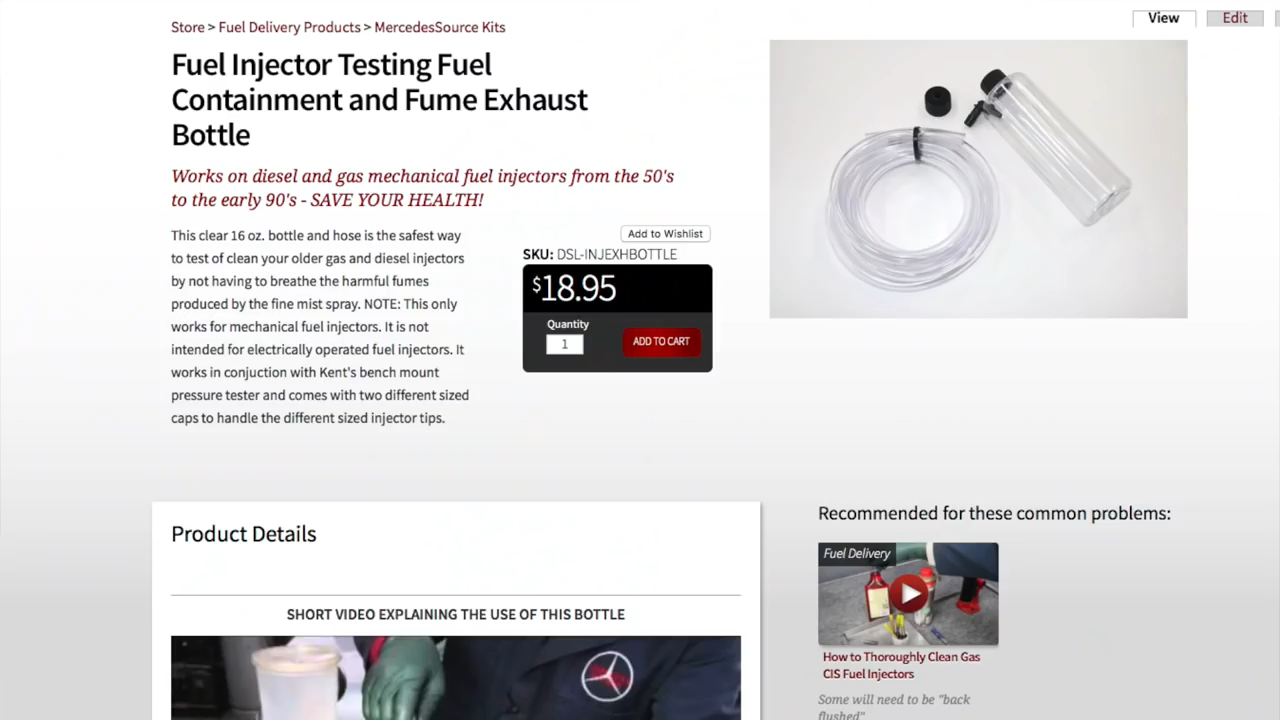 Store > Fuel Delivery Products > MercedesSource Kits
View
Edit
Fuel Injector Testing Fuel
Containment and Fume Exhaust
Bottle
Works on diesel and gas mechanical fuel injectors from the 50's
to the early 90's - SAVE YOUR HEALTH!
This clear 16 oz. bottle and hose is the safest way
to test of clean your older gas and diesel injectors
by not having to breathe the harmful fumes
produced by the fine mist spray. NOTE: This only
works for mechanical fuel injectors. It is not
intended for electrically operated fuel injectors. It
works in conjuction with Kent's bench mount
pressure tester and comes with two different sized
caps to handle the different sized injector tips.
Add to Wishlist
SKU: DSL-INJEXHBOTTLE
$18.95
Quantity
1
ADD TO CART
Product Details
SHORT VIDEO EXPLAINING THE USE OF THIS BOTTLE
Recommended for these common problems:
Fuel Delivery
How to Thoroughly Clean Gas
CIS Fuel Injectors
Some will need to be "back
flushed"